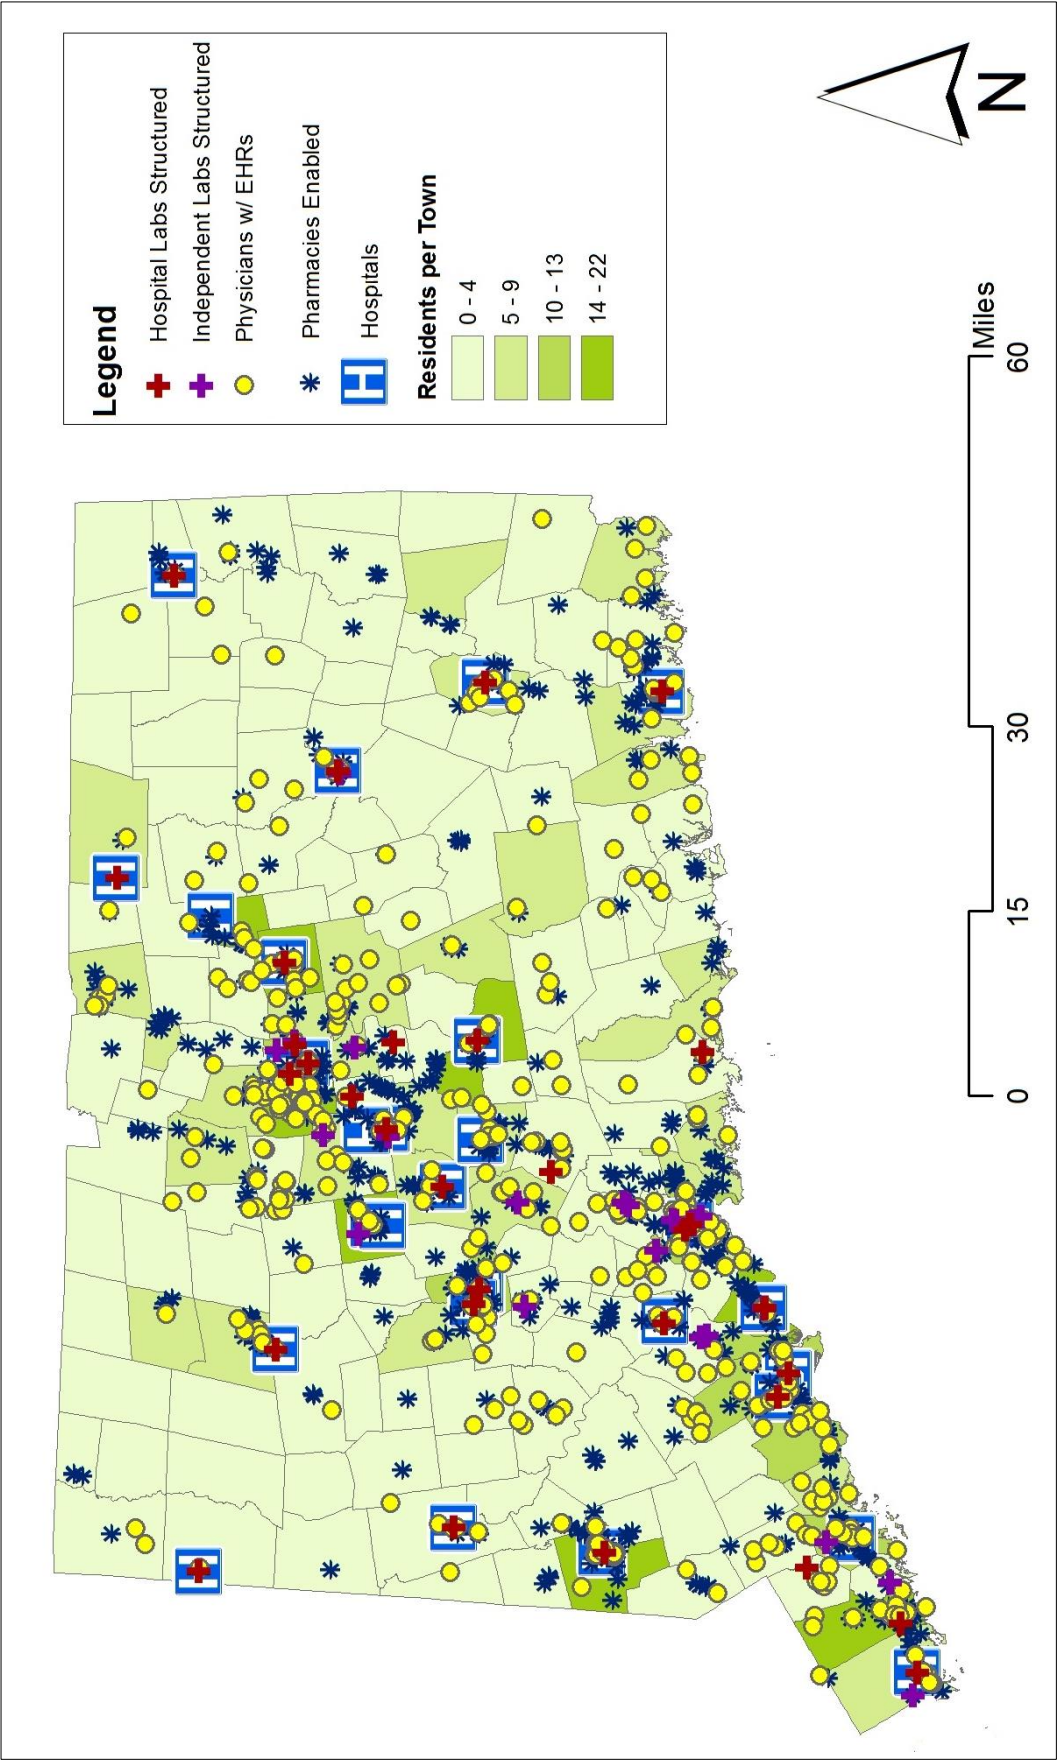 Legend
Hospital Labs Structured
Independent Labs Structured
Physicians w/ EHRs
Pharmacies Enabled
H
Hospitals
Residents per Town
0 - 4
5 - 9
10 - 13
14 - 22
N
0 15 30 60
Miles